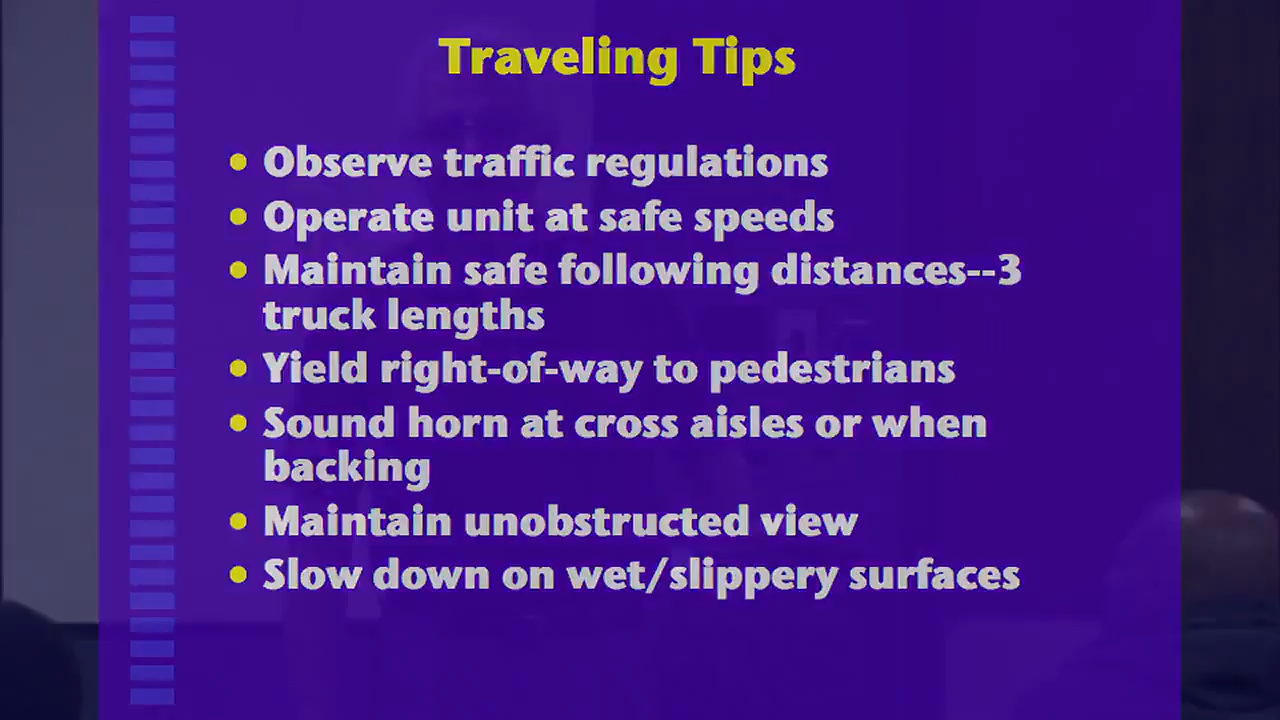 Traveling Tips
• Observe traffic regulations
• Operate unit at safe speeds
• Maintain safe following distances--3
truck lengths
• Yield right-of-way to pedestrians
• Sound horn at cross aisles or when
backing
• Maintain unobstructed view
• Slow down on wet/slippery surfaces